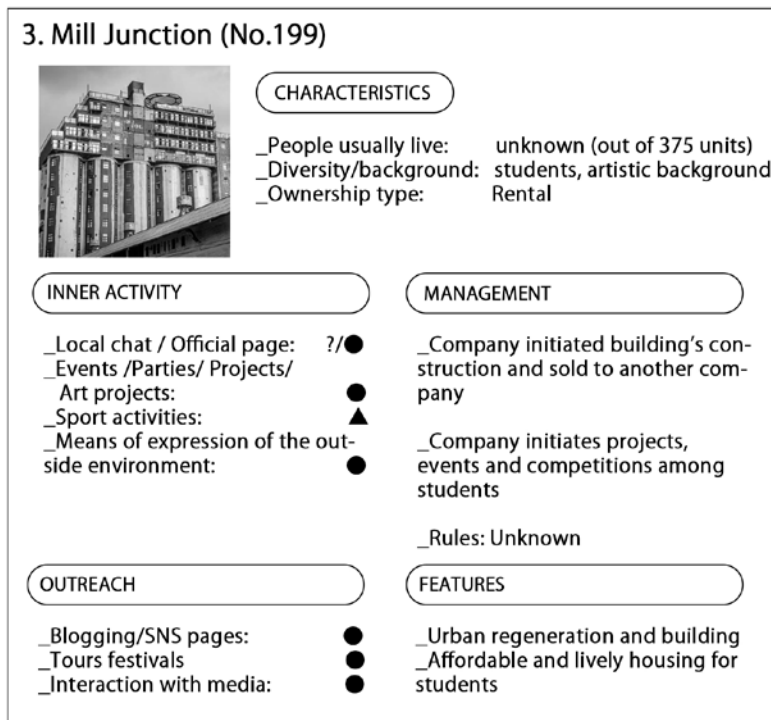 3. Mill Junction (No.199)
CHARACTERISTICS
_People usually live: unknown (out of 375 units)
_Diversity/background: students, artistic background
_Ownership type: Rental
INNER ACTIVITY
_Local chat / Official page: ?/●
_Events /Parties/ Projects/
Art projects: ●
_Sport activities: ▲
_Means of expression of the out-
side environment: ●
MANAGEMENT
_Company initiated building’s con-
struction and sold to another com-
pany
_Company initiates projects,
events and competitions among
students
_Rules: Unknown
OUTREACH
_Blogging/SNS pages: ●
_Tours festivals ●
_Interaction with media: ●
FEATURES
_Urban regeneration and building
_Affordable and lively housing for
students